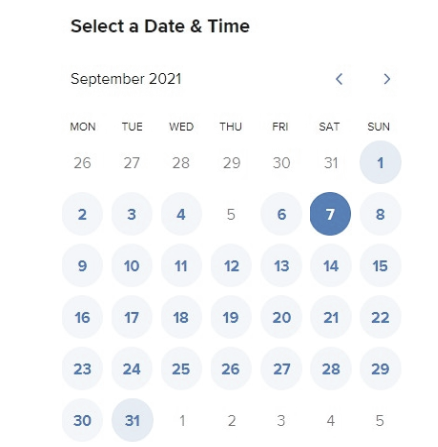 Select a Date & Time
September 2021
MON TUE WED THU FRI SAT SUN
26 27 28 29 30 31 1
2 3 4 5 6 7 8
9 10 11 12 13 14 15
16 17 18 19 20 21 22
23 24 25 26 27 28 29
30 31 1 2 3 4 5